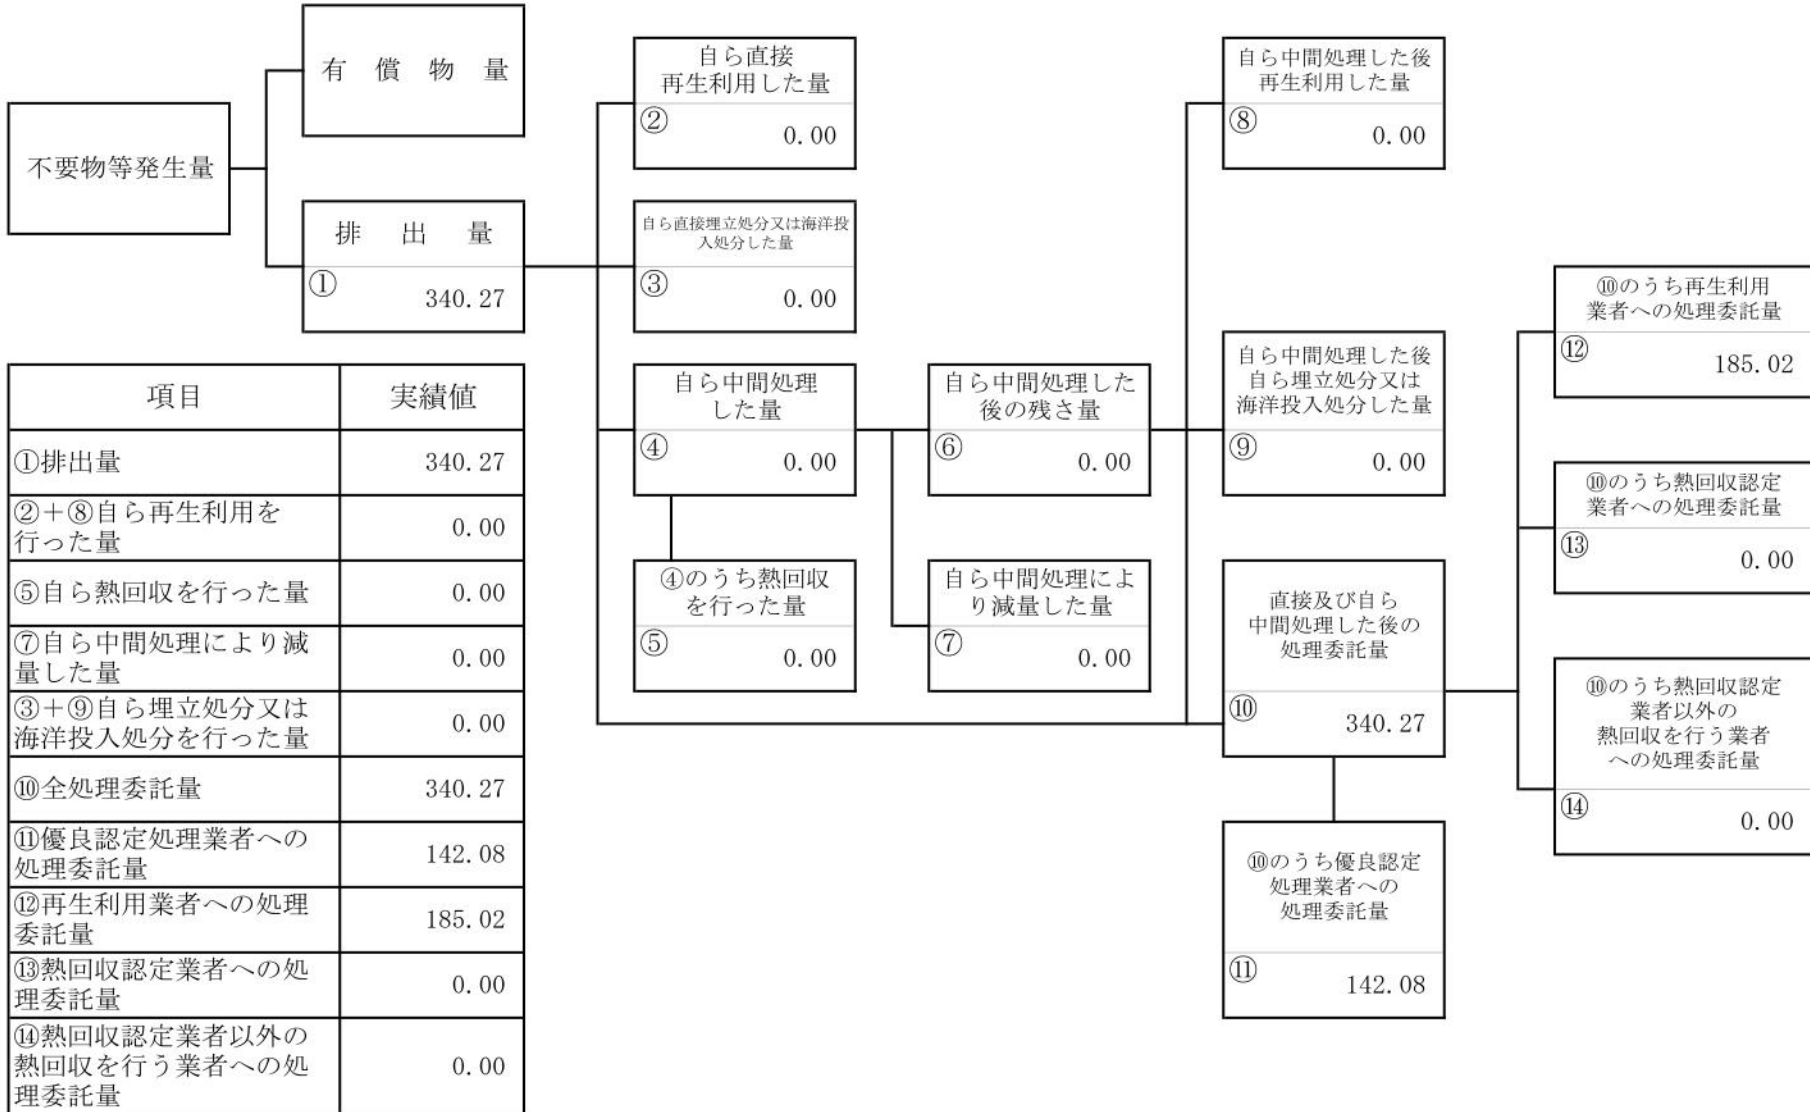 不要物等発生量
有 償 物 量
排 出 量
①
340.27
自ら直接
再生利用した量
②
0.00
自ら直接埋立処分又は海洋投
入処分した量
③
0.00
自ら中間処理
した量
④
0.00
④のうち熱回収
を行った量
⑤
0.00
自ら中間処理した
後の残さ量
⑥
0.00
自ら中間処理によ
り減量した量
⑦
0.00
自ら中間処理した後
再生利用した量
⑧
0.00
自ら中間処理した後
自ら埋立処分又は
海洋投入処分した量
⑨
0.00
直接及び自ら
中間処理した後の
処理委託量
⑩
340.27
⑩のうち優良認定
処理業者への
処理委託量
⑪
142.08
⑩のうち再生利用
業者への処理委託量
⑫
185.02
⑩のうち熱回収認定
業者への処理委託量
⑬
0.00
⑩のうち熱回収認定
業者以外の
熱回収を行う業者
への処理委託量
⑭
0.00
項目 実績値
①排出量 340.27
②＋⑧自ら再生利用を
行った量 0.00
⑤自ら熱回収を行った量 0.00
⑦自ら中間処理により減
量した量 0.00
③＋⑨自ら埋立処分又は
海洋投入処分を行った量 0.00
⑩全処理委託量 340.27
⑪優良認定処理業者への
処理委託量 142.08
⑫再生利用業者への処理
委託量 185.02
⑬熱回収認定業者への処
理委託量 0.00
⑭熱回収認定業者以外の
熱回収を行う業者への処
理委託量 0.00